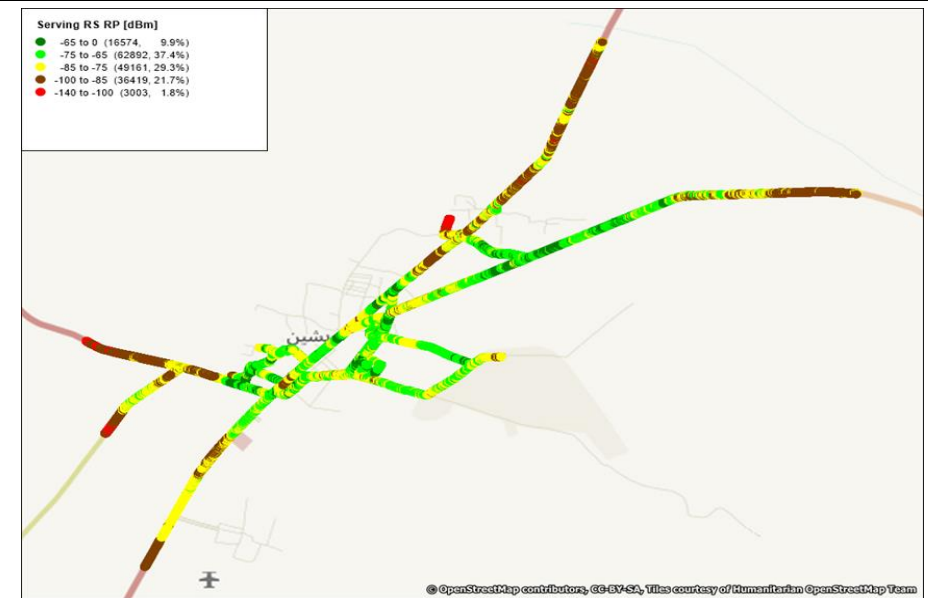 Serving RS RP [dBm]
-65 to 0 (16574, 9.9%)
-75 to -65 (62892, 37.4%)
-85 to -75 (49161, 29.3%)
-100 to -85 (36419, 21.7%)
-140 to -100 (3003, 1.8%)
© OpenStreetMap contributors, CC-BY-SA, Tiles courtesy of Humanitarian OpenStreetMap Team